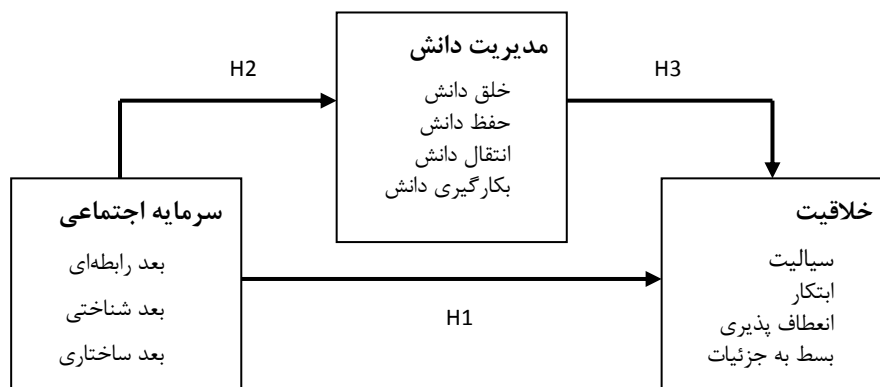 مدیریت دانش
خلق دانش
حفظ دانش
انتقال دانش
بکارگیری دانش
H2
H3
سرمایه اجتماعی
بعد رابطه‌ای
بعد شناختی
بعد ساختاری
H1
خلاقیت
سیالیت
ابتکار
انعطاف پذیری
بسط به جزئیات